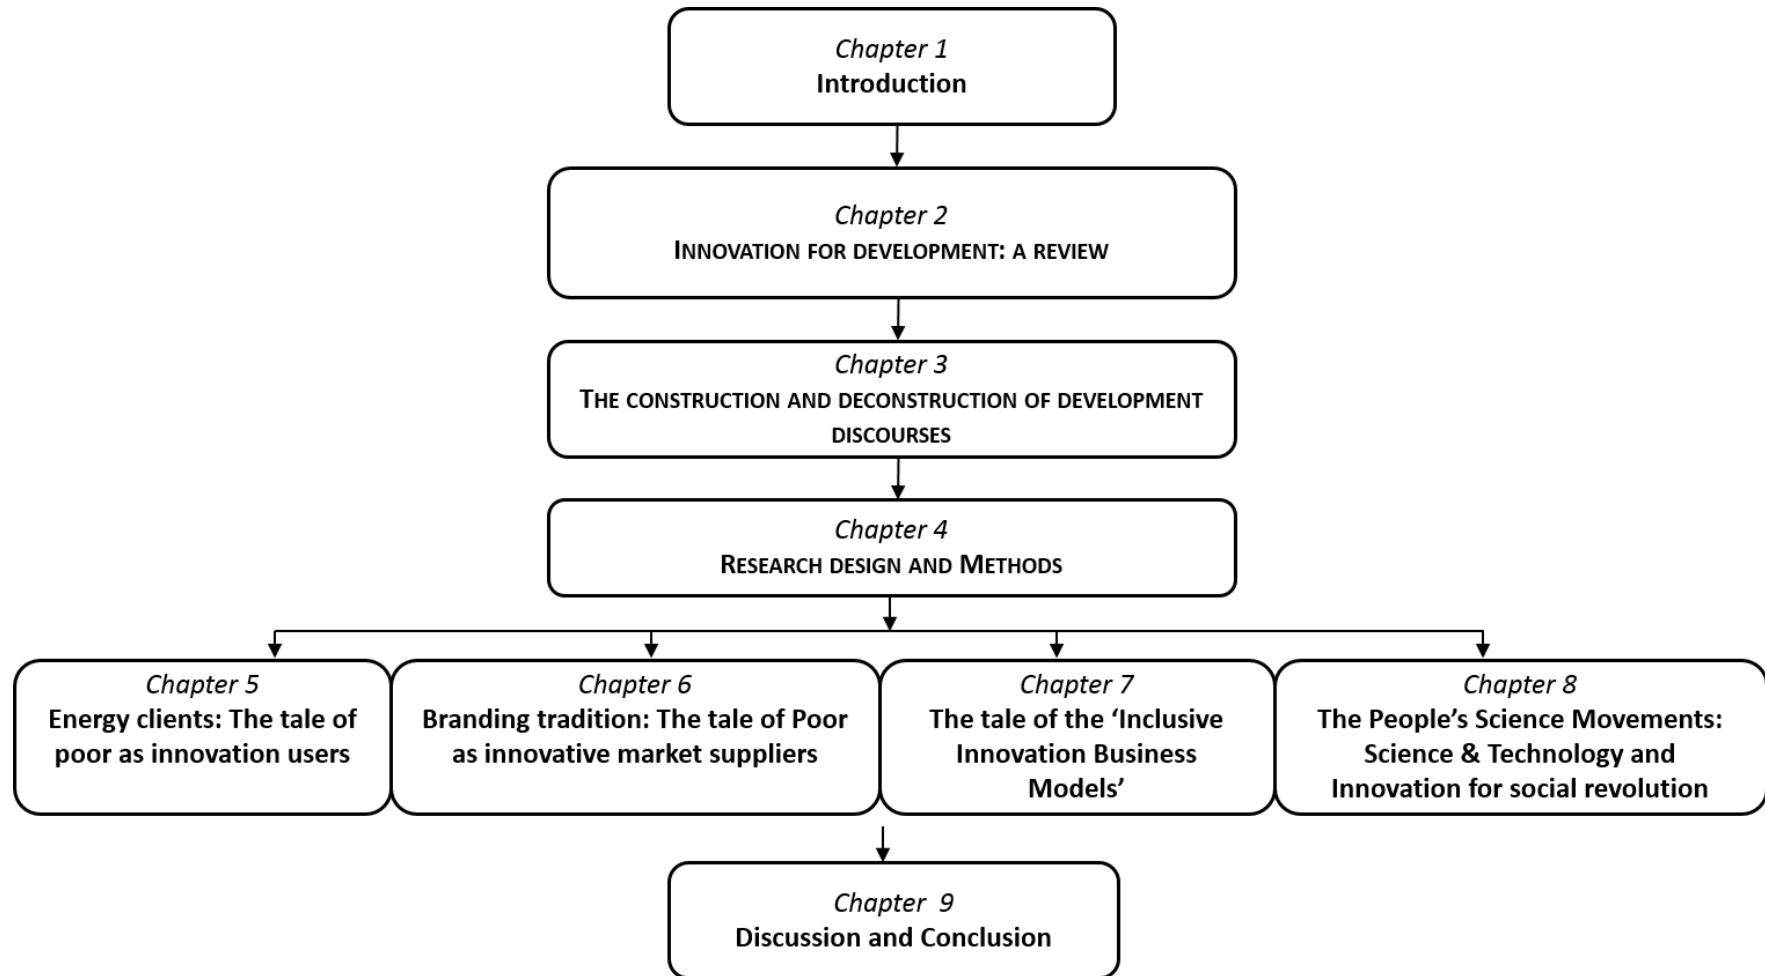 Chapter 1
Introduction
Chapter 2
Innovation for development: a review
Chapter 3
The construction and deconstruction of development
discourses
Chapter 4
Research design and Methods
Chapter 5
Energy clients: The tale of
poor as innovation users
Chapter 6
Branding tradition: The tale of Poor
as innovative market suppliers
Chapter 7
The tale of the ‘Inclusive
Innovation Business
Models’
Chapter 8
The People’s Science Movements:
Science & Technology and
Innovation for social revolution
Chapter 9
Discussion and Conclusion